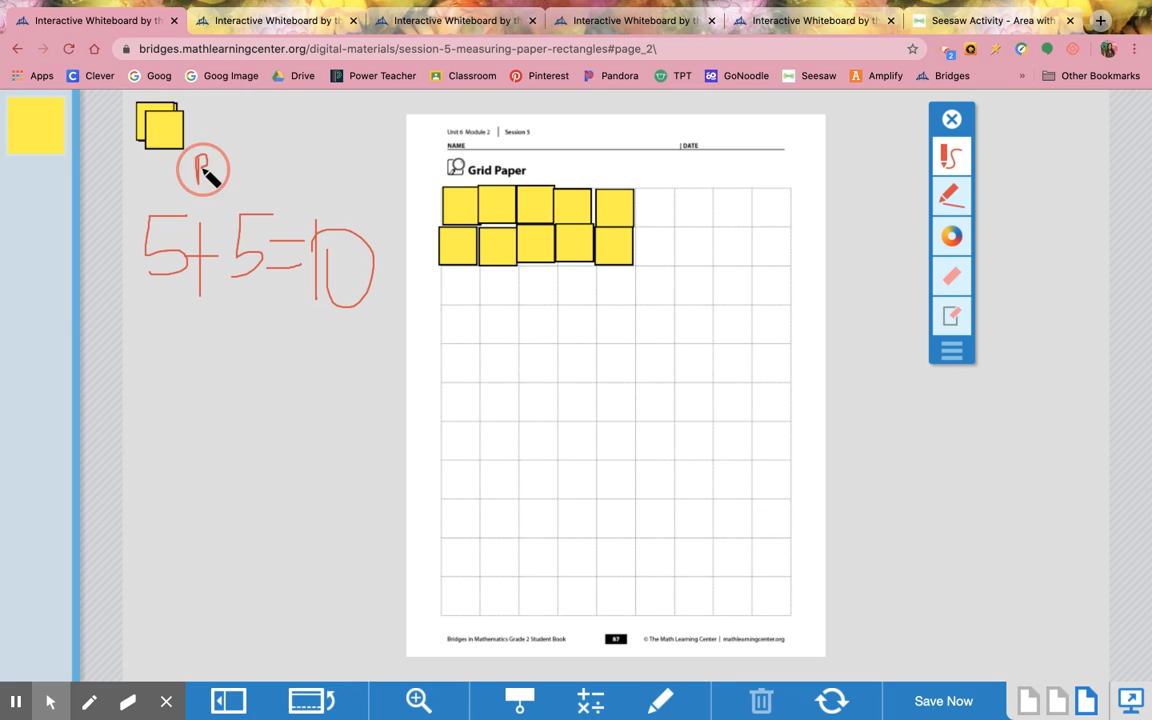 Interactive Whiteboard by th
Interactive Whiteboard by th
Interactive Whiteboard by th
Interactive Whiteboard by th
Interactive Whiteboard by th
Seesaw Activity - Area with
bridges.mathlearningcenter.org/digital-materials/session-5-measuring-paper-rectangles#page_2\
2
Apps
Clever
Goog
Goog Image
Drive
Power Teacher
Classroom
Pinterest
Pandora
TPT
GoNoodle
Seesaw
Amplify
Bridges
»
Other Bookmarks
Unit 6 Module 2 | Session 5
NAME | DATE
Grid Paper
R
5+5=10
Bridges in Mathematics Grade 2 Student Book 87 © The Math Learning Center | mathlearningcenter.org
Save Now